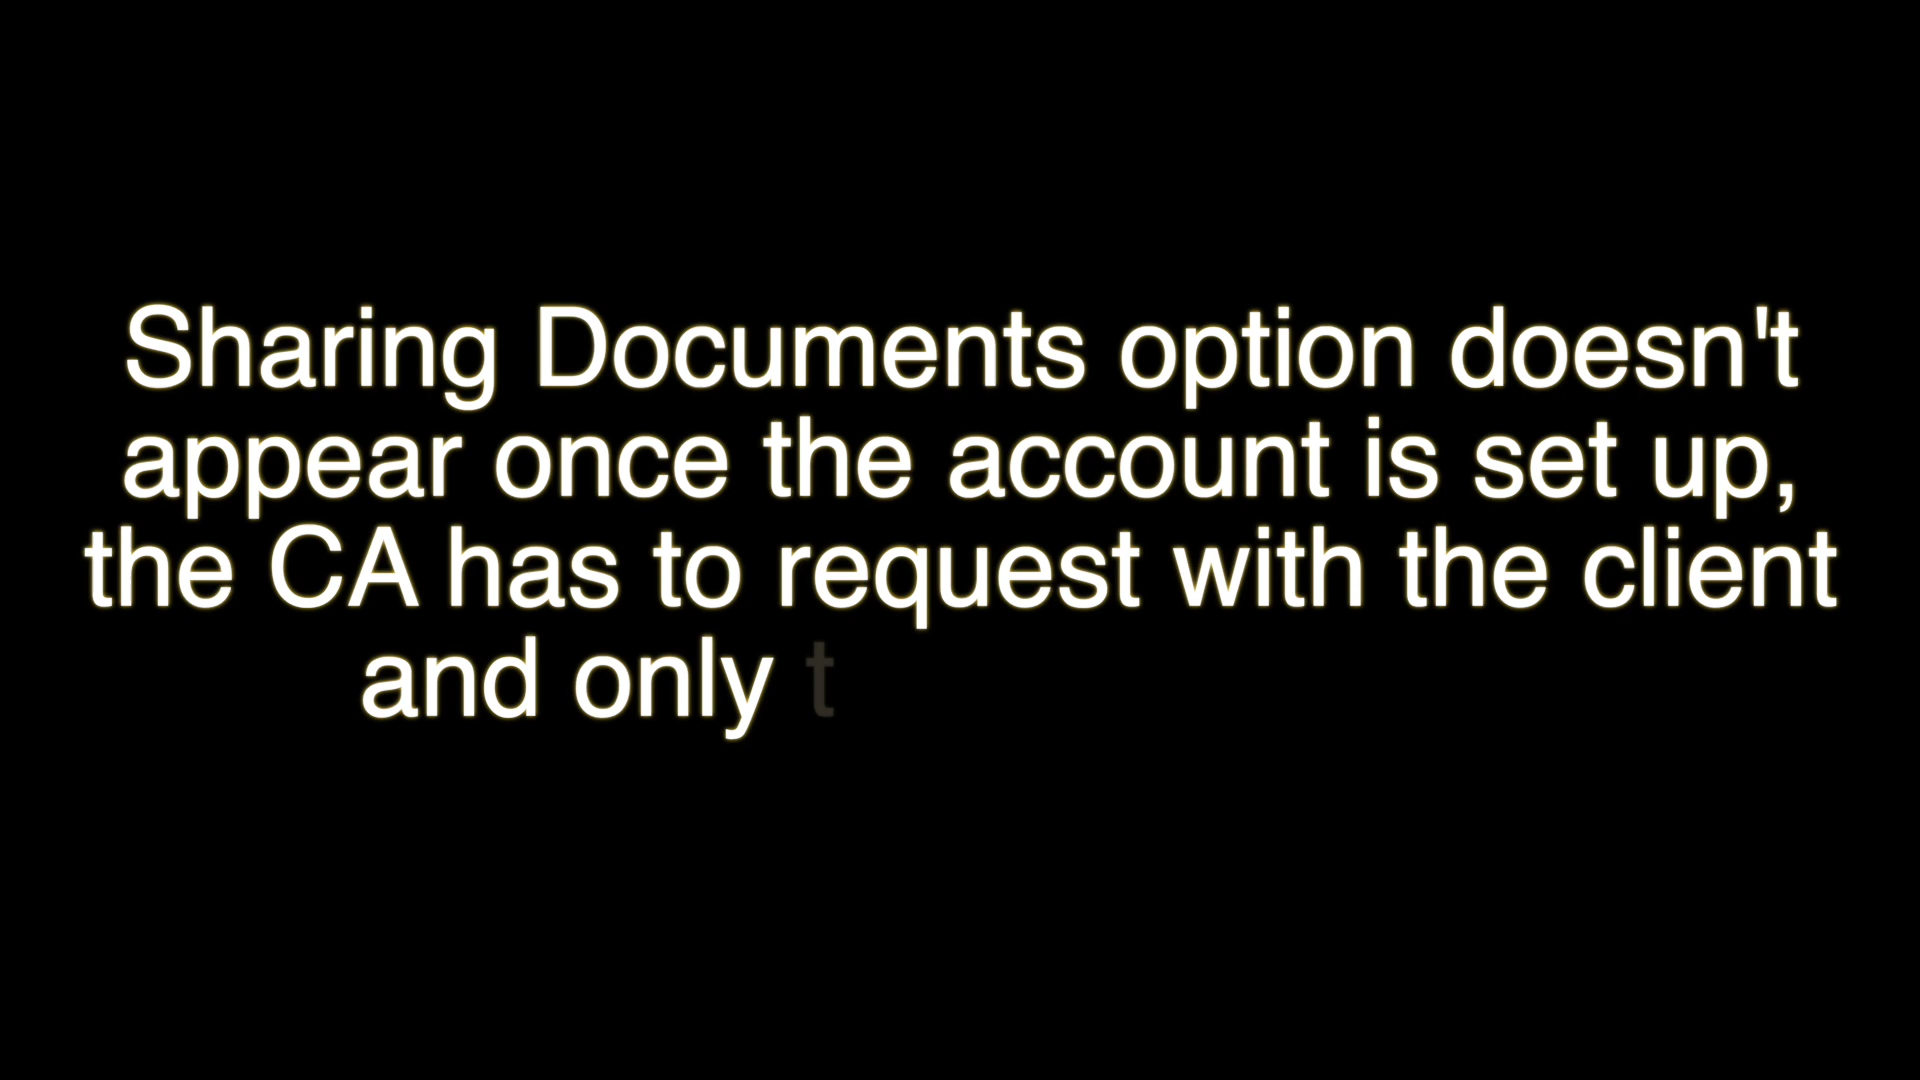 Sharing Documents option doesn't
appear once the account is set up,
the CA has to request with the client
and only t